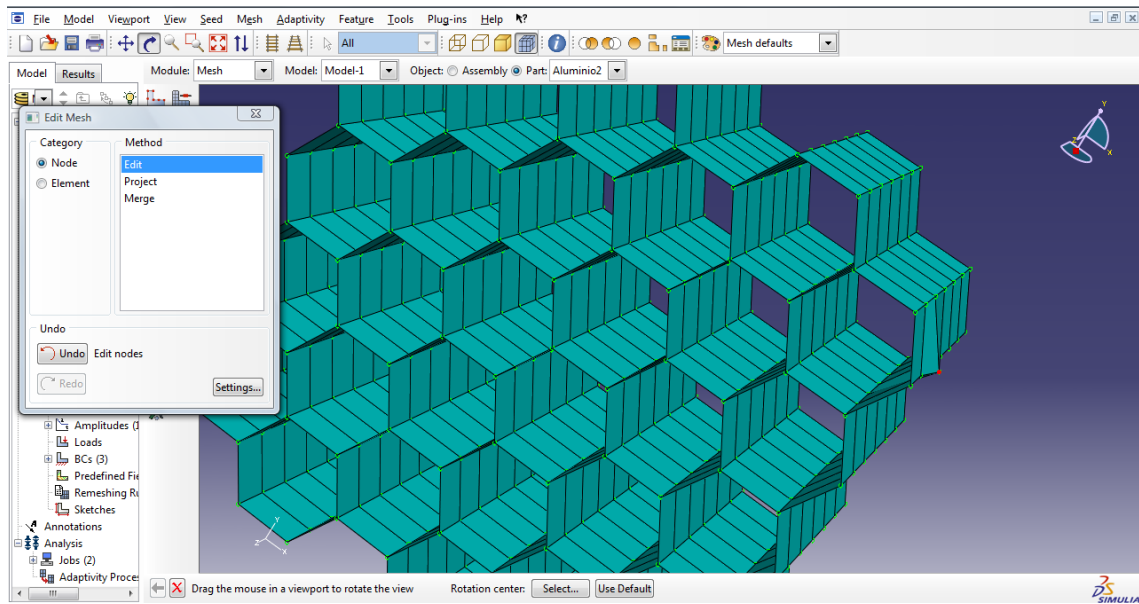 File Model Viewport View Seed Mesh Adaptivity Feature Tools Plug-ins Help
All
Mesh defaults
Model Results
Module: Mesh Model: Model-1 Object: Assembly Part: Aluminio2
Edit Mesh
Category Method
Node
Element
Edit
Project
Merge
Undo
Undo Edit nodes
Redo
Settings...
Amplitudes
Loads
BCs (3)
Predefined Fie
Remeshing Ru
Sketches
Annotations
Analysis
Jobs (2)
Adaptivity Proces
Y
Z
X
Y
Z
X
Drag the mouse in a viewport to rotate the view Rotation center: Select... Use Default
SIMULIA